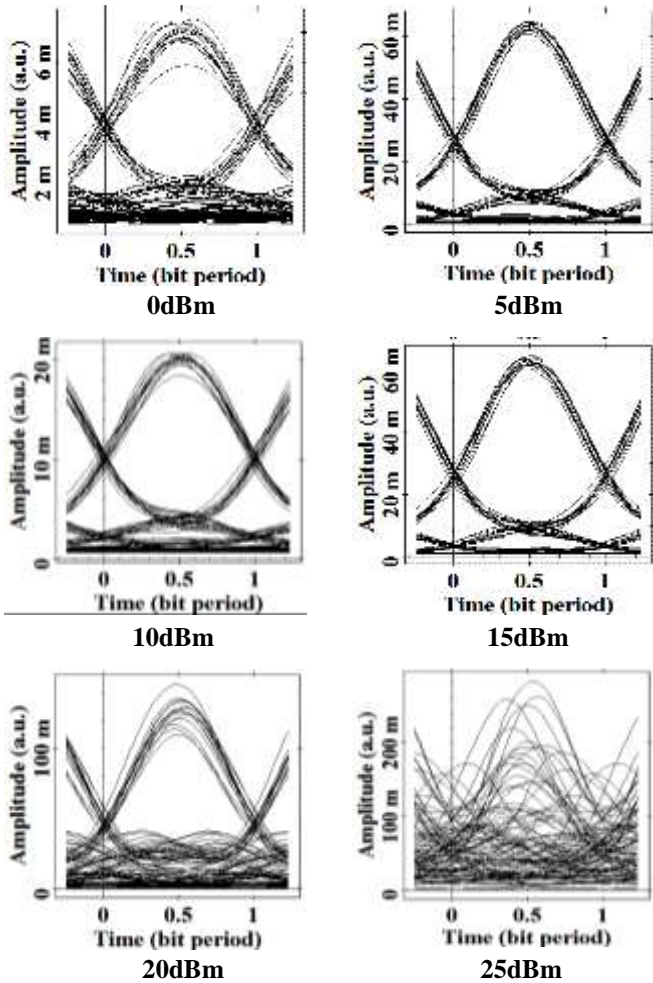 Amplitude (a.u.)
6 m
4 m
2 m
0 0.5 1
Time (bit period)
0dBm
Amplitude (a.u.)
60 m
40 m
20 m
0
0 0.5 1
Time (bit period)
5dBm
Amplitude (a.u.)
20 m
10 m
0
0 0.5 1
Time (bit period)
10dBm
Amplitude (a.u.)
60 m
40 m
20 m
0
0 0.5 1
Time (bit period)
15dBm
Amplitude (a.u.)
100 m
0
0 0.5 1
Time (bit period)
20dBm
Amplitude (a.u.)
200 m
100 m
0
0 0.5 1
Time (bit period)
25dBm